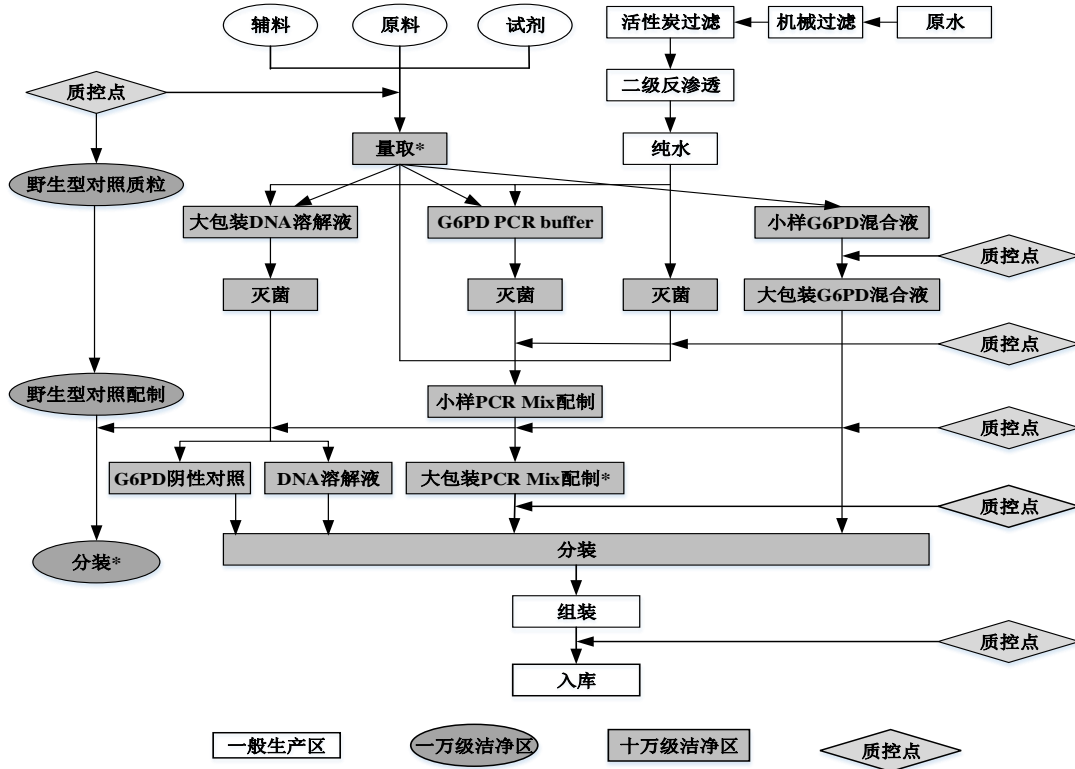 辅料
原料
试剂
活性炭过滤
机械过滤
原水
质控点
二级反渗透
量取*
纯水
野生型对照质粒
大包装DNA溶解液
G6PD PCR buffer
小样G6PD混合液
质控点
灭菌
灭菌
灭菌
大包装G6PD混合液
质控点
野生型对照配制
小样PCR Mix配制
质控点
G6PD阴性对照
DNA溶解液
大包装PCR Mix配制*
质控点
分装*
分装
组装
质控点
入库
一般生产区
一万级洁净区
十万级洁净区
质控点